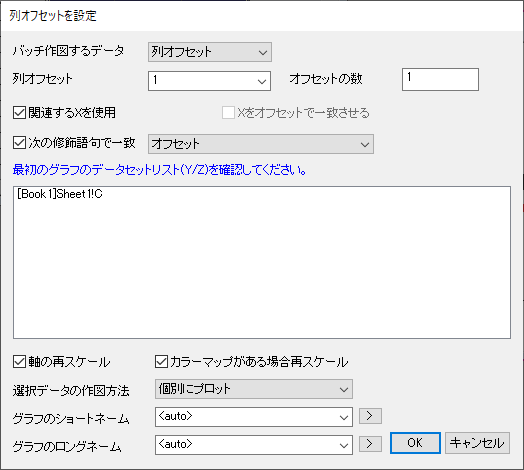 列オフセットを設定
バッチ作図するデータ 列オフセット
列オフセット 1 オフセットの数 1
関連するXを使用 Xをオフセットで一致させる
次の修飾語句で一致 オフセット
最初のグラフのデータセットリスト(Y/Z)を確認してください。
[Book1]Sheet1!C
軸の再スケール カラーマップがある場合再スケール
選択データの作図方法 個別にプロット
グラフのショートネーム <auto> >
グラフのロングネーム <auto> > OK キャンセル